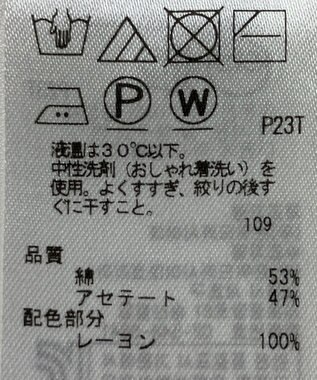 P W
P23T
液温は30℃以下。
中性洗剤(おしゃれ着洗い)を
使用。よくすすぎ、絞りの後す
ぐに干すこと。
109
品質
綿 53%
アセテート 47%
配色部分
レーヨン 100%